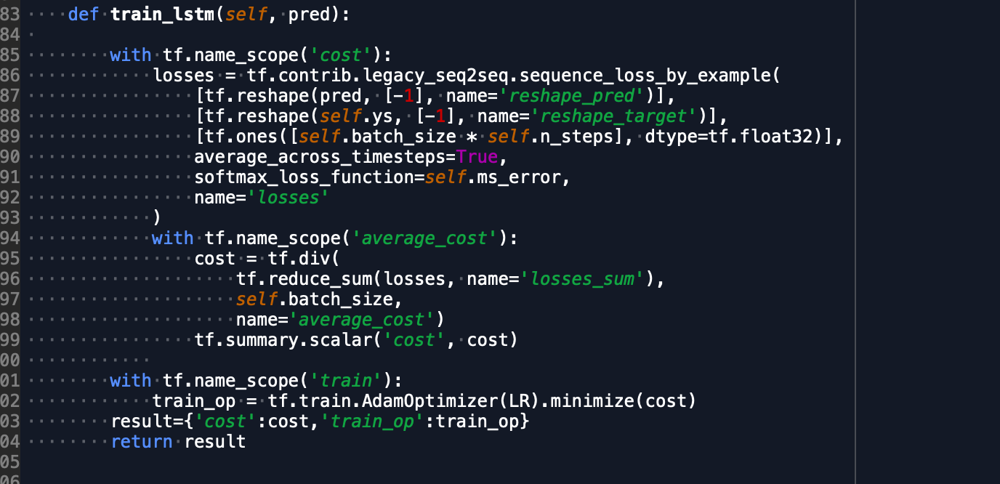 83     def train_lstm(self, pred):
84
85         with tf.name_scope('cost'):
86             losses = tf.contrib.legacy_seq2seq.sequence_loss_by_example(
87                 [tf.reshape(pred, [-1], name='reshape_pred')],
88                 [tf.reshape(self.ys, [-1], name='reshape_target')],
89                 [tf.ones([self.batch_size * self.n_steps], dtype=tf.float32)],
90                 average_across_timesteps=True,
91                 softmax_loss_function=self.ms_error,
92                 name='losses'
93             )
94             with tf.name_scope('average_cost'):
95                 cost = tf.div(
96                     tf.reduce_sum(losses, name='losses_sum'),
97                     self.batch_size,
98                     name='average_cost')
99                 tf.summary.scalar('cost', cost)
00
01         with tf.name_scope('train'):
02             train_op = tf.train.AdamOptimizer(LR).minimize(cost)
03         result={'cost':cost,'train_op':train_op}
04         return result
05
06